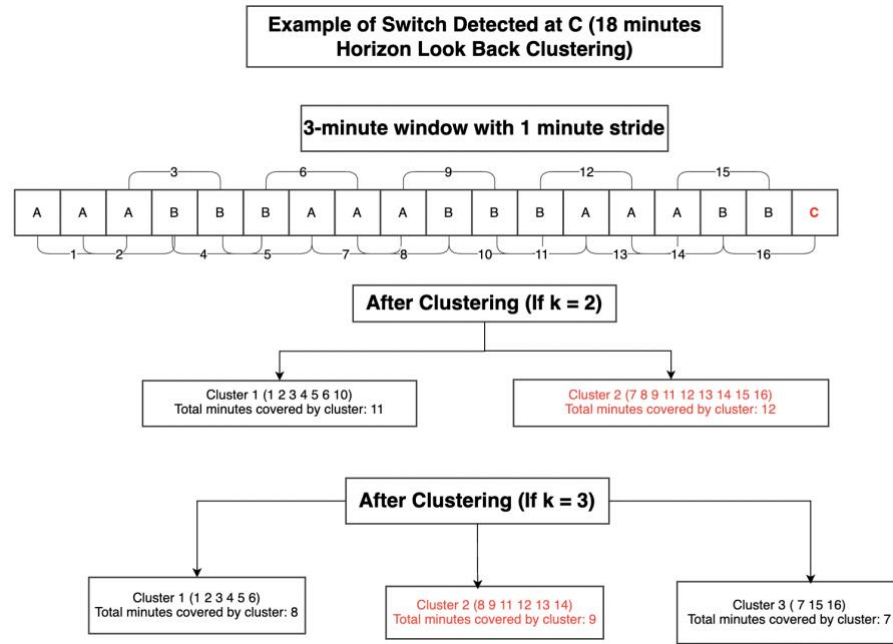 Example of Switch Detected at C (18 minutes
Horizon Look Back Clustering)
3-minute window with 1 minute stride
3 6 9 12 15
A A A B B B A A A B B B A A A B B C
1 2 4 5 7 8 10 11 13 14 16
After Clustering (If k = 2)
Cluster 1 (1 2 3 4 5 6 10)
Total minutes covered by cluster: 11
Cluster 2 (7 8 9 11 12 13 14 15 16)
Total minutes covered by cluster: 12
After Clustering (If k = 3)
Cluster 1 (1 2 3 4 5 6)
Total minutes covered by cluster: 8
Cluster 2 (8 9 11 12 13 14)
Total minutes covered by cluster: 9
Cluster 3 ( 7 15 16)
Total minutes covered by cluster: 7